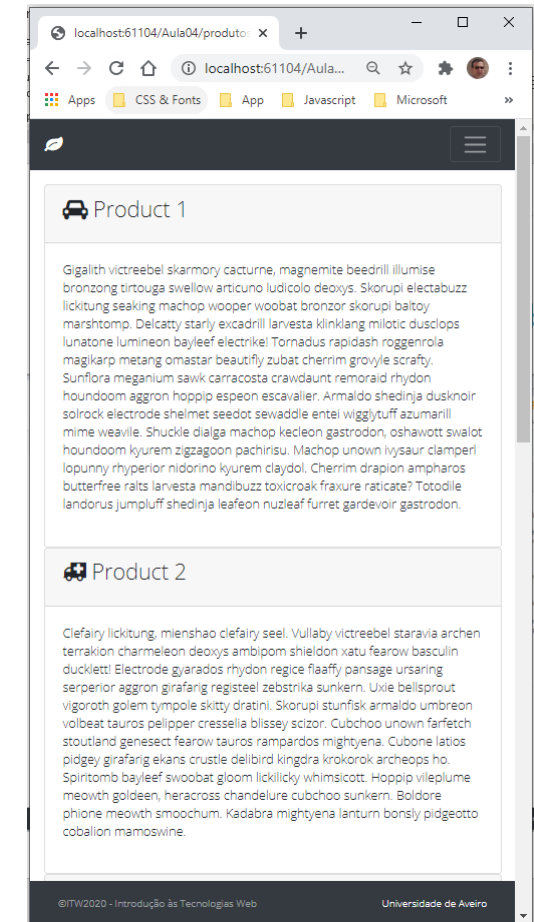 localhost:61104/Aula04/produtos
localhost:61104/Aula...
Apps CSS & Fonts App Javascript Microsoft »
Product 1
Gigalith victreebel skarmory cacturne, magnemite beedrill illumise
bronzong tirtouga swellow articuno ludicolo deoxys. Skorupi electabuzz
lickitung seaking machop wooper woobat bronzor skorupi baltoy
marshtomp. Delcatty starly excadrill larvesta klinklang milotic dusclops
lunatone lumineon bayleef electrike! Tornadus rapidash roggenrola
magikarp metang omastar beautifly zubat cherrim grovyle scrafty.
Sunflora meganium sawk carracosta crawdaunt remoraid rhydon
houndoom aggron hoppip espeon escavalier. Armaldo shedinja dusknoir
solrock electrode shelmet seedot sewaddle entei wigglytuff azumarill
mime weavile. Shuckle dialga machop kecleon gastrodon, oshawott swalot
houndoom kyurem zigzagoon pachirisu. Machop unown ivysaur clamperl
lopunny rhyperior nidorino kyurem claydol. Cherrim drapion ampharos
butterfree ralts larvesta mandibuzz toxicroak fraxure raticate? Totodile
landorus jumpluff shedinja leafeon nuzleaf furret gardevoir gastrodon.
Product 2
Clefairy lickitung, mienshao clefairy seel. Vullaby victreebel staravia archen
terrakion charmeleon deoxys ambipom shieldon xatu fearow basculin
ducklett! Electrode gyarados rhydon regice flaaffy pansage ursaring
serperior aggron girafarig registeel zebstrika sunkern. Uxie bellsprout
vigoroth golem tympole skitty dratini. Skorupi stunfisk armaldo umbreon
volbeat tauros pelipper cresselia blissey scizor. Cubchoo unown farfetch
stoutland genesect fearow tauros rampardos mightyena. Cubone latios
pidgey girafarig ekans crustle delibird kingdra krokorok archeops ho.
Spiritomb bayleef swoobat gloom lickilicky whimsicott. Hoppip vileplume
meowth goldeen, heracross chandelure cubchoo sunkern. Boldore
phione meowth smoochum. Kadabra mightyena lanturn bonsly pidgeotto
cobalion mamoswine.
©ITW2020 - Introdução às Tecnologias Web Universidade de Aveiro